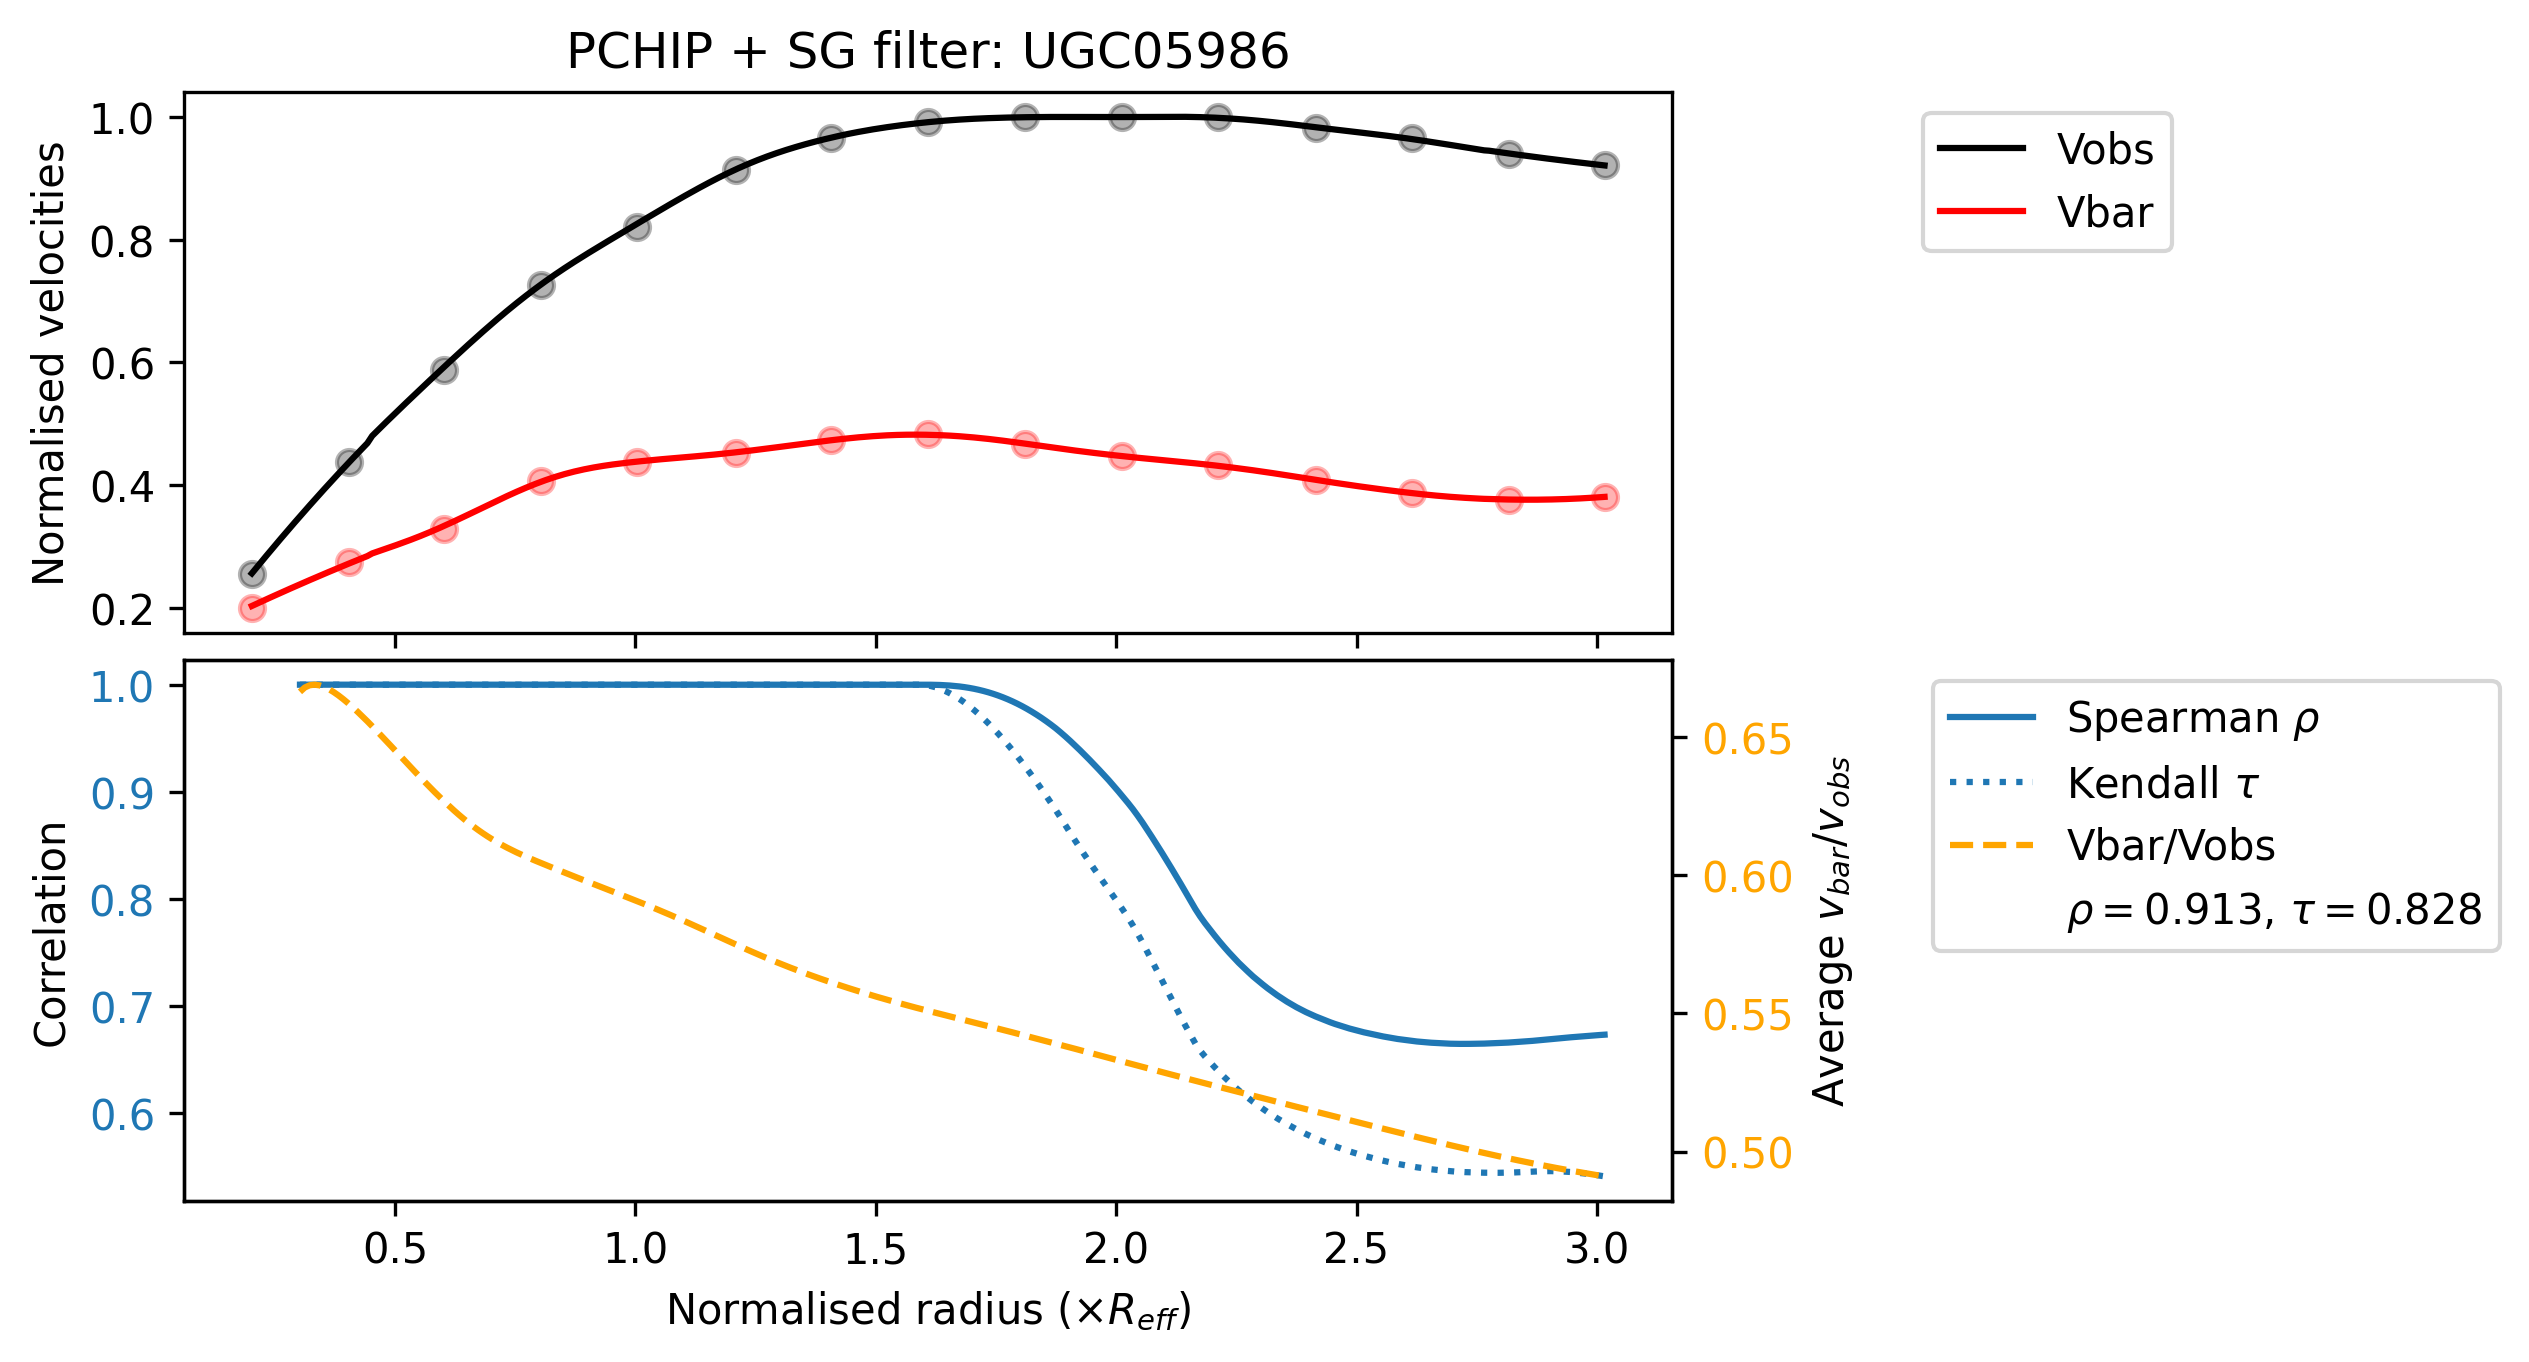 PCHIP + SG filter: UGC05986
Normalised velocities
1.0
0.8
0.6
0.4
0.2
Vobs
Vbar
Correlation
1.0
0.9
0.8
0.7
0.6
0.65
0.60
0.55
0.50
Average v_bar/v_obs
Spearman ρ
Kendall τ
Vbar/Vobs
ρ = 0.913, τ = 0.828
0.5 1.0 1.5 2.0 2.5 3.0
Normalised radius (×R_eff)